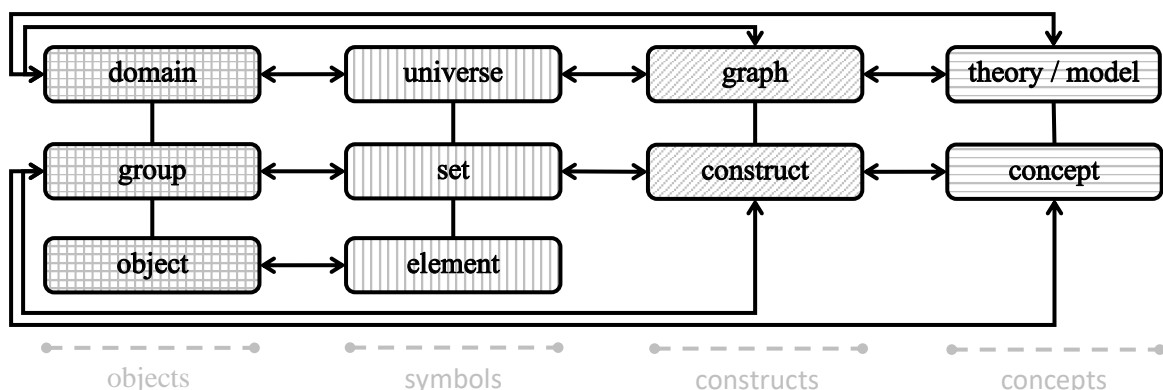 domain universe graph theory / model
group set construct concept
object element
objects symbols constructs concepts